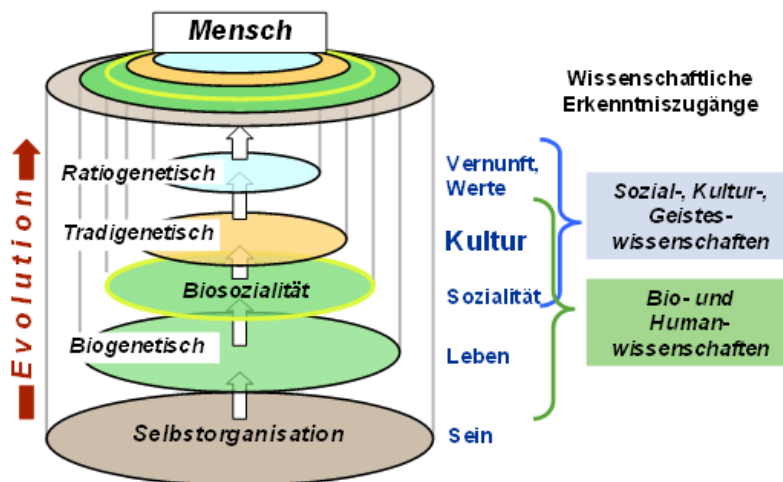 Mensch
Wissenschaftliche
Erkenntniszugänge
Evolution
Ratiogenetisch
Tradigenetisch
Biosozialität
Biogenetisch
Selbstorganisation
Vernunft,
Werte
Kultur
Sozialität
Leben
Sein
Sozial-, Kultur-,
Geistes-
wissenschaften
Bio- und
Human-
wissenschaften